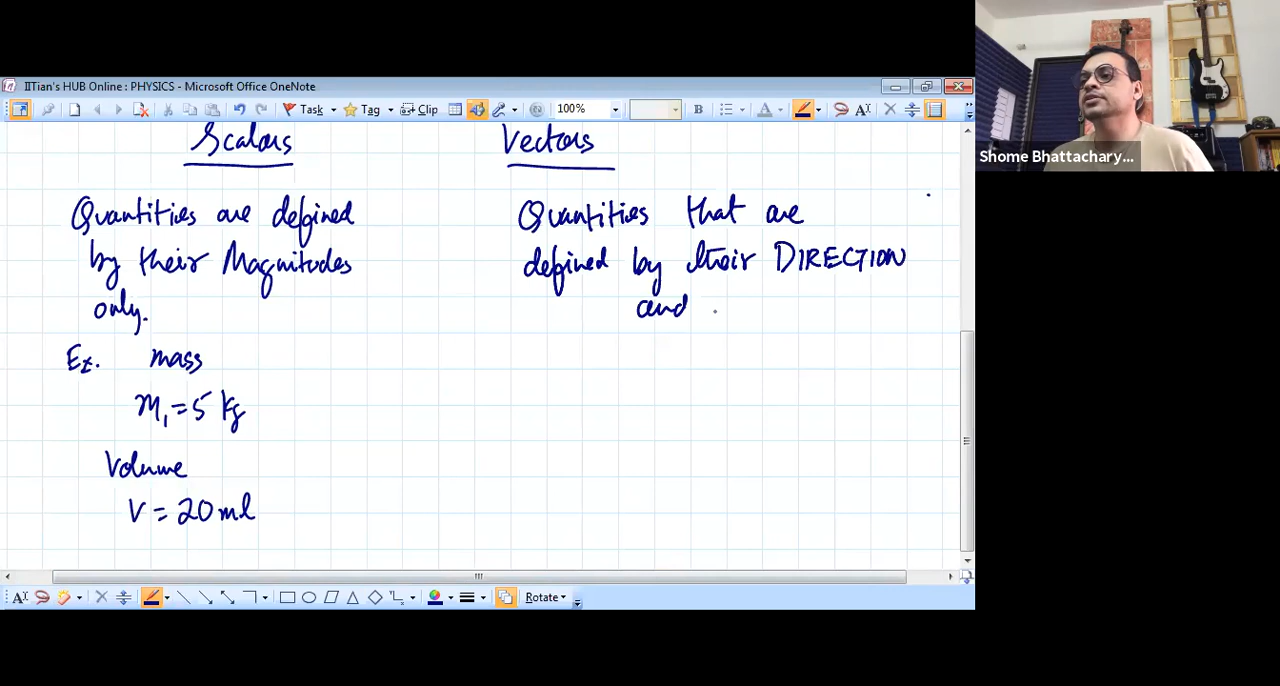 IITian's HUB Online : PHYSICS - Microsoft Office OneNote
Task Tag Clip 100% B A
Scalars
Vectors
Quantities are defined
by their Magnitudes
only.
Ex. mass
m₁ = 5 kg
Volume
V = 20 ml
Quantities that are
defined by their DIRECTION
and
Rotate
Shome Bhattachary...